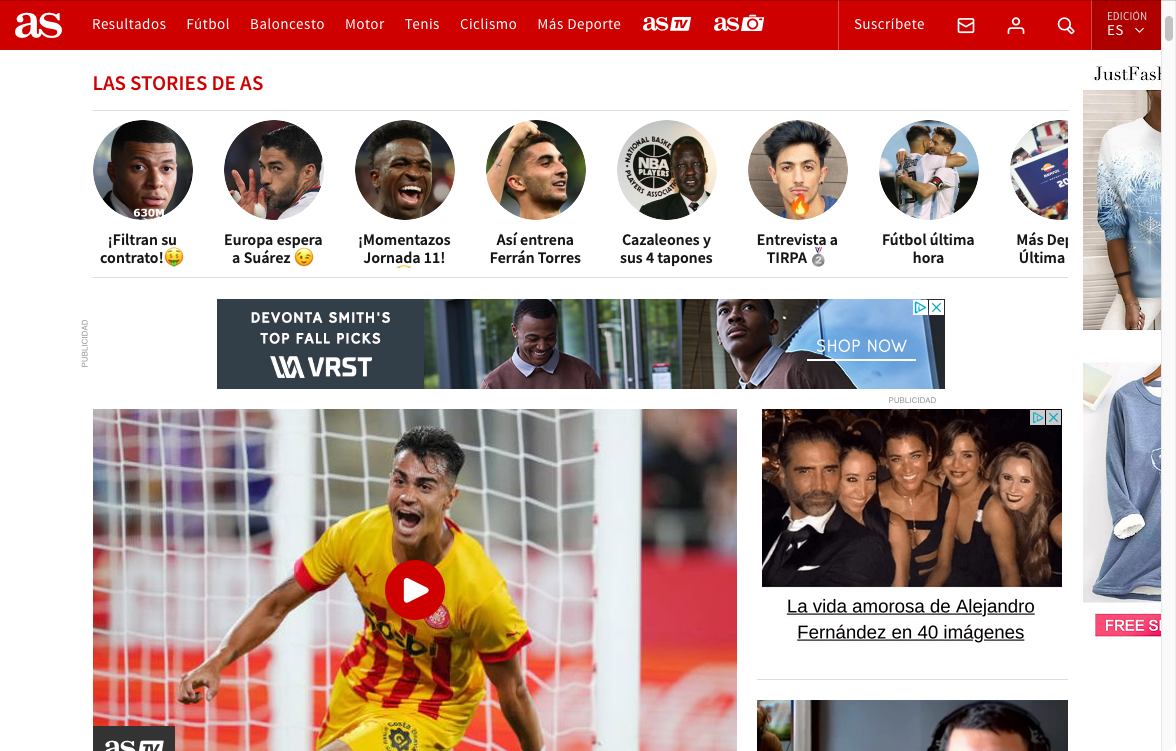 as
Resultados
Fútbol
Baloncesto
Motor
Tenis
Ciclismo
Más Deporte
as TV
as
Suscríbete
EDICIÓN
ES
LAS STORIES DE AS
630M
NATIONAL BASKETBALL
NBA
PLAYERS
PLAYERS ASSOCIATION
¡Filtran su
contrato!🤑
Europa espera
a Suárez 😉
¡Momentazos
Jornada 11!
Así entrena
Ferrán Torres
Cazaleones y
sus 4 tapones
Entrevista a
TIRPA 🥈
Fútbol última
hora
Más Dep
Última
PUBLICIDAD
DEVONTA SMITH'S
TOP FALL PICKS
VRST
SHOP NOW
PUBLICIDAD
La vida amorosa de Alejandro
Fernández en 40 imágenes
as TV
JustFash
FREE S